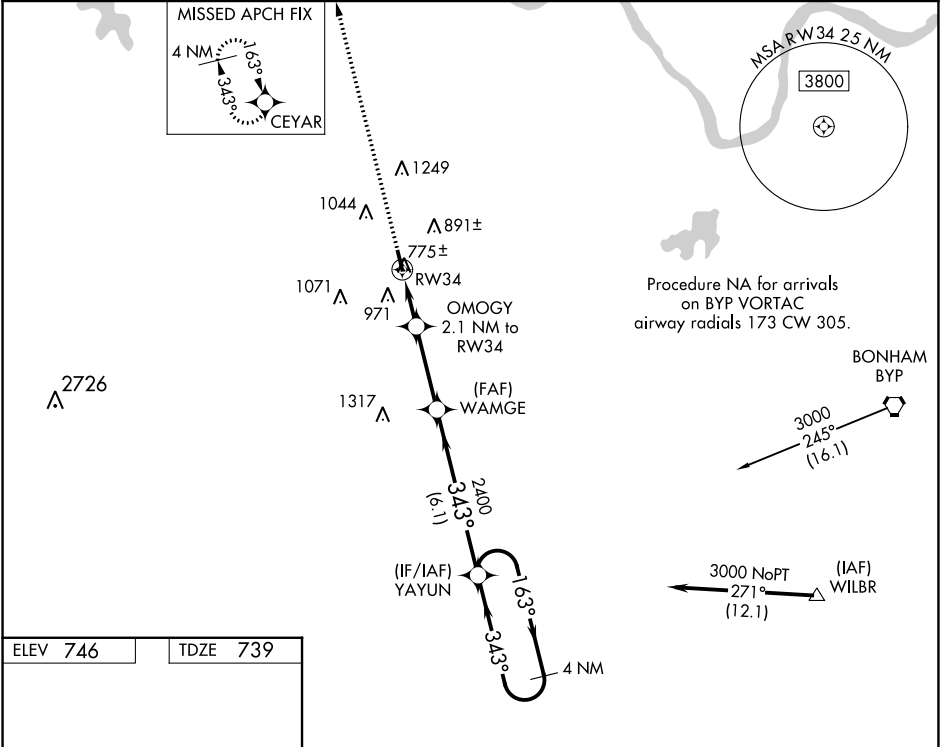 MISSED APCH FIX
4 NM
163°
343°
CEYAR
MSA RW34 25 NM
3800
1249
1044
891±
775±
RW34
1071
971
OMOGY
2.1 NM to
RW34
Procedure NA for arrivals
on BYP VORTAC
airway radials 173 CW 305.
BONHAM
BYP
2726
(FAF)
WAMGE
1317
3000
245°
(16.1)
2400
343°
(6.1)
(IF/IAF)
YAYUN
163°
3000 NoPT
271°
(12.1)
(IAF)
WILBR
343°
4 NM
ELEV 746
TDZE 739